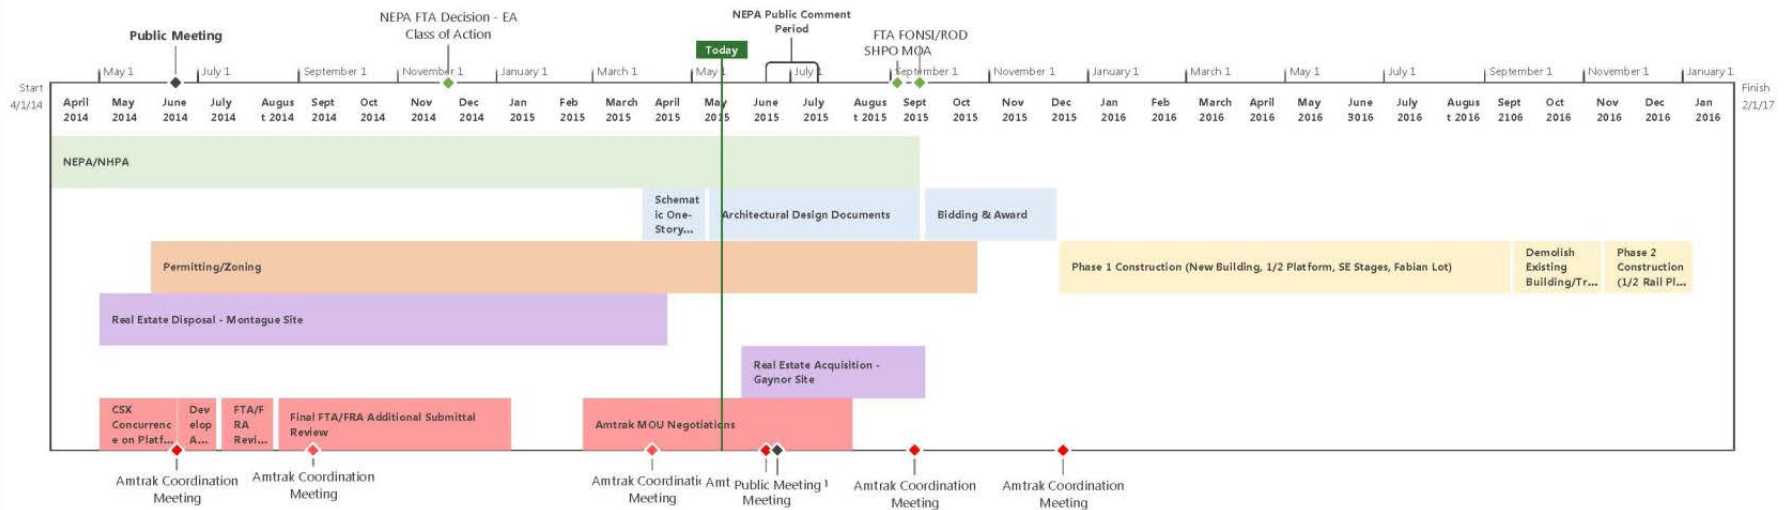 NEPA FTA Decision - EA
Class of Action
NEPA Public Comment
Period
Public Meeting
FTA FONSI/ROD
SHPO MOA
Today
May 1
July 1
September 1
November 1
January 1
March 1
May 1
July 1
September 1
November 1
January 1
March 1
May 1
July 1
September 1
November 1
January 1
Start
4/1/14
Finish
2/1/17
April
2014
May
2014
June
2014
July
2014
Augus
t 2014
Sept
2014
Oct
2014
Nov
2014
Dec
2014
Jan
2015
Feb
2015
March
2015
April
2015
May
2015
June
2015
July
2015
Augus
t 2015
Sept
2015
Oct
2015
Nov
2015
Dec
2015
Jan
2016
Feb
2016
March
2016
April
2016
May
2016
June
3016
July
2016
Augus
t 2016
Sept
2106
Oct
2016
Nov
2016
Dec
2016
Jan
2016
NEPA/NHPA
Schemat
ic One-
Story...
Architectural Design Documents
Bidding & Award
Permitting/Zoning
Phase 1 Construction (New Building, 1/2 Platform, SE Stages, Fabian Lot)
Demolish
Existing
Building/Tr...
Phase 2
Construction
(1/2 Rail Pl...
Real Estate Disposal - Montague Site
Real Estate Acquisition -
Gaynor Site
CSX
Concurrenc
e on Platf...
Dev
elop
A...
FTA/F
RA
Revi...
Final FTA/FRA Additional Submittal
Review
Amtrak MOU Negotiations
Amtrak Coordination
Meeting
Amtrak Coordination
Meeting
Amtrak Coordinatic
Meeting
Amt
Public Meeting
Meeting
Amtrak Coordination
Meeting
Amtrak Coordination
Meeting